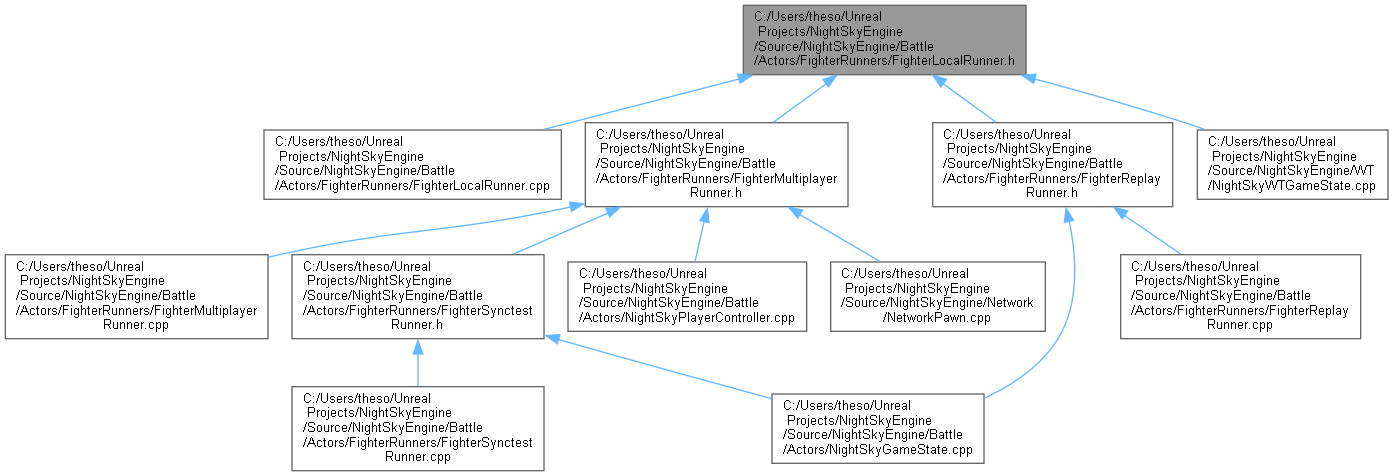 C:/Users/theso/Unreal
Projects/NightSkyEngine
/Source/NightSkyEngine/Battle
/Actors/FighterRunners/FighterLocalRunner.h
C:/Users/theso/Unreal
Projects/NightSkyEngine
/Source/NightSkyEngine/Battle
/Actors/FighterRunners/FighterLocalRunner.cpp
C:/Users/theso/Unreal
Projects/NightSkyEngine
/Source/NightSkyEngine/Battle
/Actors/FighterRunners/FighterMultiplayer
Runner.h
C:/Users/theso/Unreal
Projects/NightSkyEngine
/Source/NightSkyEngine/Battle
/Actors/FighterRunners/FighterReplay
Runner.h
C:/Users/theso/Unreal
Projects/NightSkyEngine
/Source/NightSkyEngine/WT
/NightSkyWTGameState.cpp
C:/Users/theso/Unreal
Projects/NightSkyEngine
/Source/NightSkyEngine/Battle
/Actors/FighterRunners/FighterMultiplayer
Runner.cpp
C:/Users/theso/Unreal
Projects/NightSkyEngine
/Source/NightSkyEngine/Battle
/Actors/FighterRunners/FighterSynctest
Runner.h
C:/Users/theso/Unreal
Projects/NightSkyEngine
/Source/NightSkyEngine/Battle
/Actors/NightSkyPlayerController.cpp
C:/Users/theso/Unreal
Projects/NightSkyEngine
/Source/NightSkyEngine/Network
/NetworkPawn.cpp
C:/Users/theso/Unreal
Projects/NightSkyEngine
/Source/NightSkyEngine/Battle
/Actors/FighterRunners/FighterReplay
Runner.cpp
C:/Users/theso/Unreal
Projects/NightSkyEngine
/Source/NightSkyEngine/Battle
/Actors/FighterRunners/FighterSynctest
Runner.cpp
C:/Users/theso/Unreal
Projects/NightSkyEngine
/Source/NightSkyEngine/Battle
/Actors/NightSkyGameState.cpp